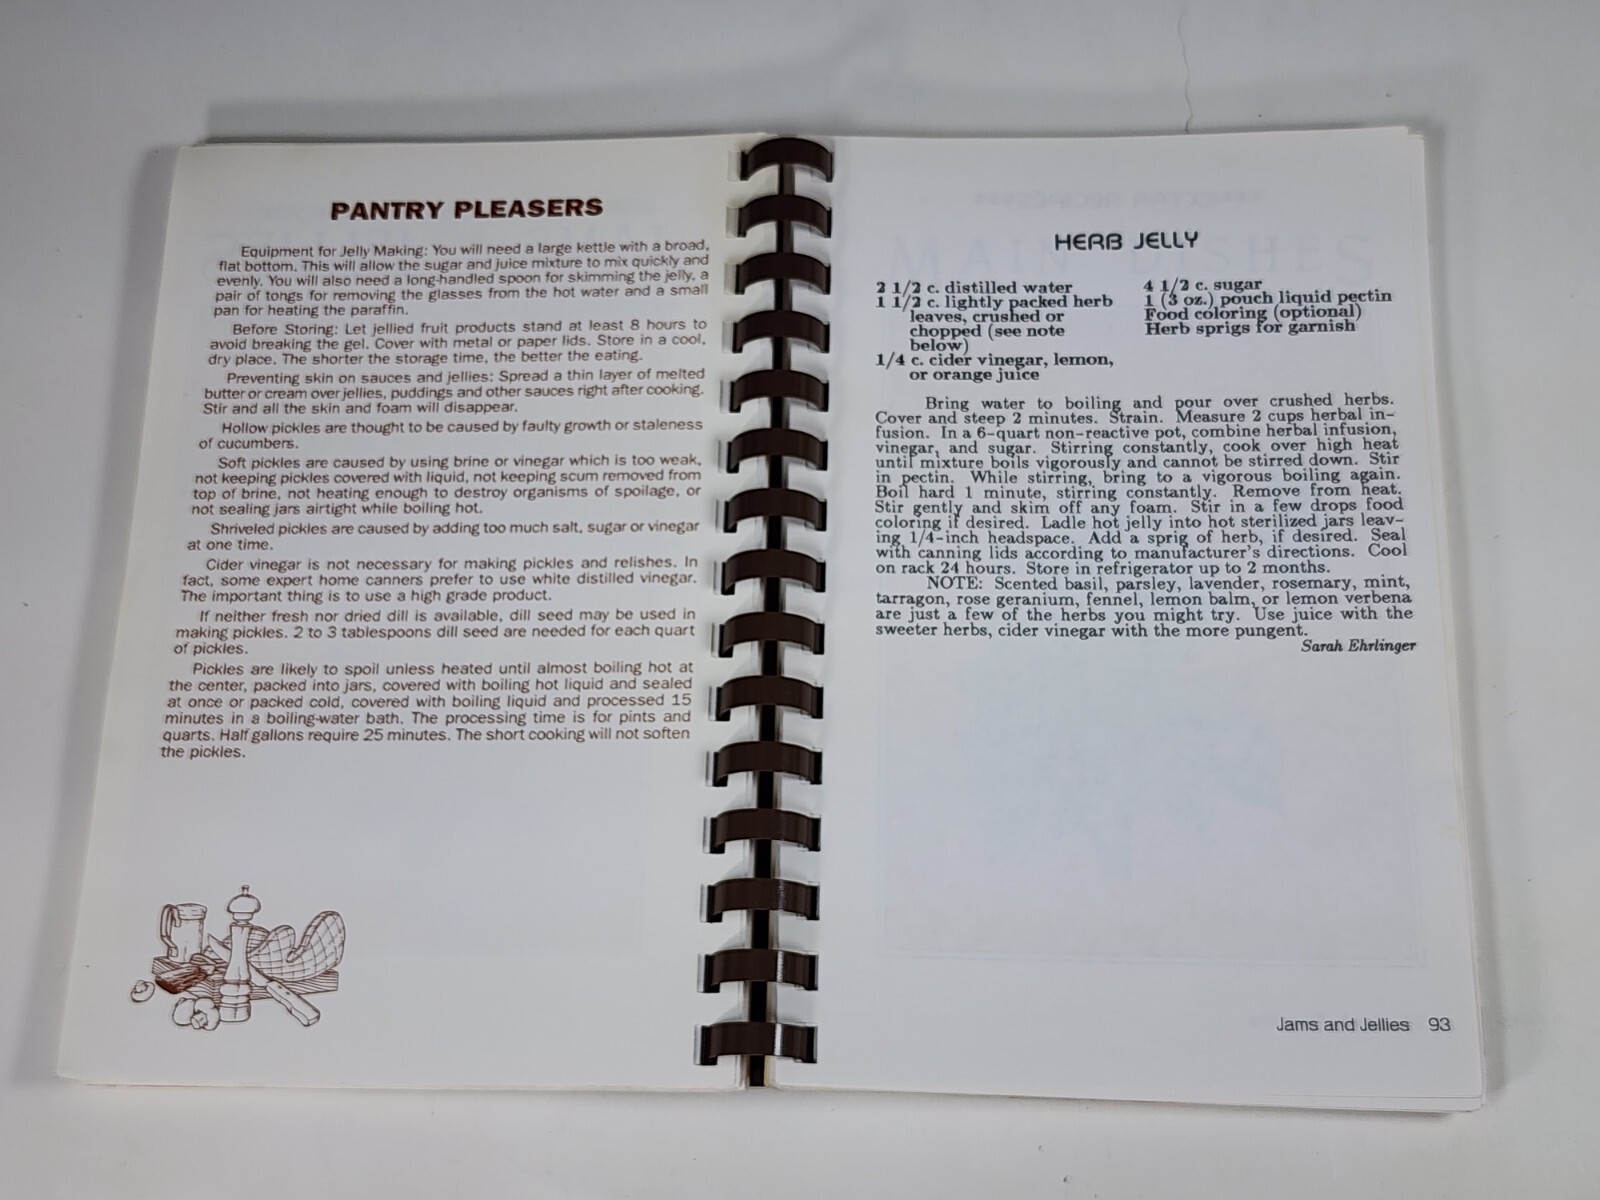 PANTRY PLEASERS
Equipment for Jelly Making: You will need a large kettle with a broad,
flat bottom. This will allow the sugar and juice mixture to mix quickly and
evenly. You will also need a long-handled spoon for skimming the jelly, a
pair of tongs for removing the glasses from the hot water and a small
pan for heating the paraffin.
Before Storing: Let jellied fruit products stand at least 8 hours to
avoid breaking the gel. Cover with metal or paper lids. Store in a cool,
dry place. The shorter the storage time, the better the eating.
Preventing skin on sauces and jellies: Spread a thin layer of melted
butter or cream over jellies, puddings and other sauces right after cooking.
Stir and all the skin and foam will disappear.
Hollow pickles are thought to be caused by faulty growth or staleness
of cucumbers.
Soft pickles are caused by using brine or vinegar which is too weak,
not keeping pickles covered with liquid, not keeping scum removed from
top of brine, not heating enough to destroy organisms of spoilage, or
not sealing jars airtight while boiling hot.
Shriveled pickles are caused by adding too much salt, sugar or vinegar
at one time.
Cider vinegar is not necessary for making pickles and relishes. In
fact, some expert home canners prefer to use white distilled vinegar.
The important thing is to use a high grade product.
If neither fresh nor dried dill is available, dill seed may be used in
making pickles. 2 to 3 tablespoons dill seed are needed for each quart
of pickles.
Pickles are likely to spoil unless heated until almost boiling hot at
the center, packed into jars, covered with boiling hot liquid and sealed
at once or packed cold, covered with boiling liquid and processed 15
minutes in a boiling-water bath. The processing time is for pints and
quarts. Half gallons require 25 minutes. The short cooking will not soften
the pickles.
HERB JELLY
2 1/2 c. distilled water
1 1/2 c. lightly packed herb
leaves, crushed or
chopped (see note
below)
1/4 c. cider vinegar, lemon,
or orange juice
4 1/2 c. sugar
1 (3 oz.) pouch liquid pectin
Food coloring (optional)
Herb sprigs for garnish
Bring water to boiling and pour over crushed herbs.
Cover and steep 2 minutes. Strain. Measure 2 cups herbal in-
fusion. In a 6-quart non-reactive pot, combine herbal infusion,
vinegar, and sugar. Stirring constantly, cook over high heat
until mixture boils vigorously and cannot be stirred down. Stir
in pectin. While stirring, bring to a vigorous boiling again.
Boil hard 1 minute, stirring constantly. Remove from heat.
Stir gently and skim off any foam. Stir in a few drops food
coloring if desired. Ladle hot jelly into hot sterilized jars leav-
ing 1/4-inch headspace. Add a sprig of herb, if desired. Seal
with canning lids according to manufacturer's directions. Cool
on rack 24 hours. Store in refrigerator up to 2 months.
NOTE: Scented basil, parsley, lavender, rosemary, mint,
tarragon, rose geranium, fennel, lemon balm, or lemon verbena
are just a few of the herbs you might try. Use juice with the
sweeter herbs, cider vinegar with the more pungent.
Sarah Ehrlinger
Jams and Jellies 93